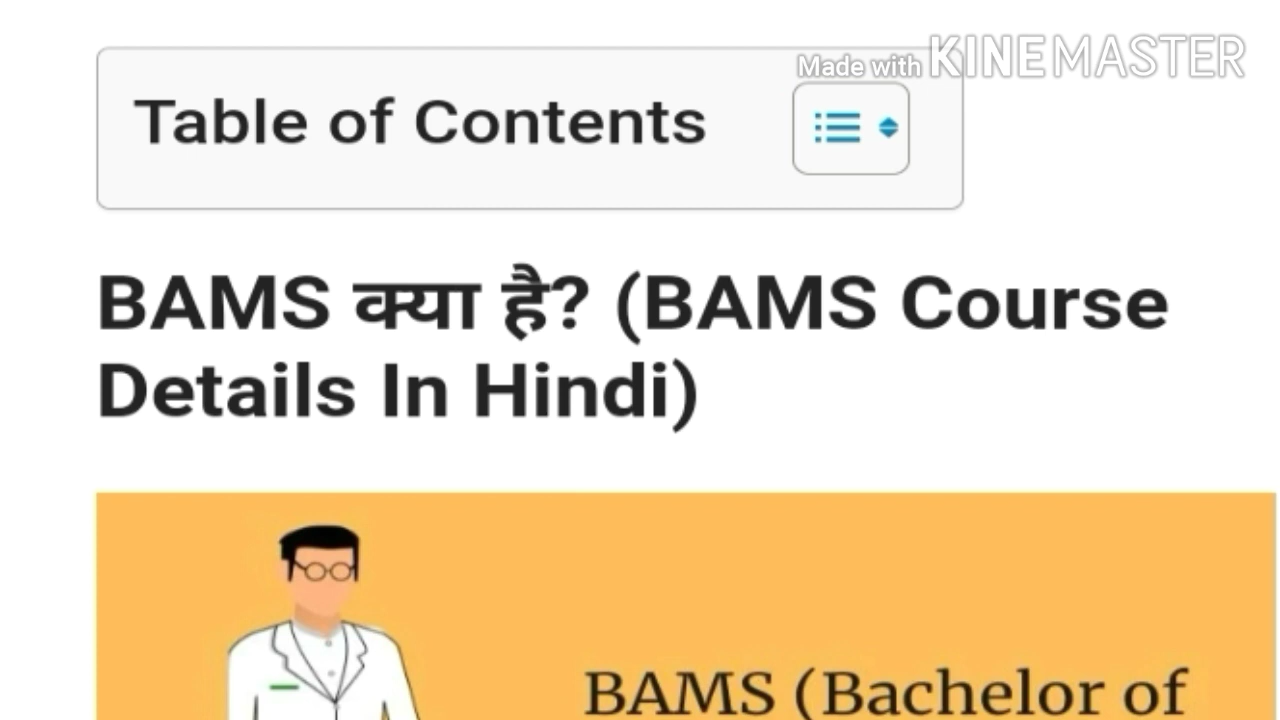 Made with KINEMASTER
Table of Contents
BAMS क्या है? (BAMS Course
Details In Hindi)
BAMS (Bachelor of